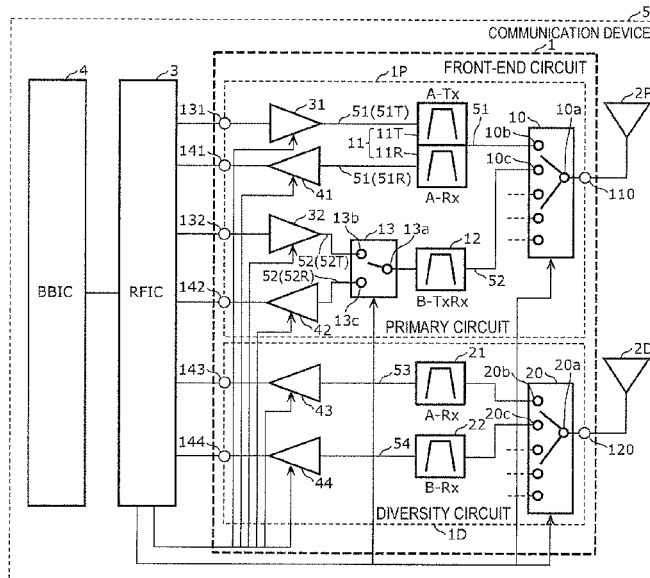 5
COMMUNICATION DEVICE
1
4
3
1P
FRONT-END CIRCUIT
2P
A-Tx
131
31
51(51T)
51
10
10a
11T
11
11R
10b
141
10c
41
51(51R)
A-Rx
110
132
32
13b
13
13a
12
52(52T)
52(52R)
BBIC
RFIC
142
B-TxRx
52
42
13c
PRIMARY CIRCUIT
2D
21
20
20a
143
53
20b
43
A-Rx
20c
22
144
54
120
44
B-Rx
DIVERSITY CIRCUIT
1D